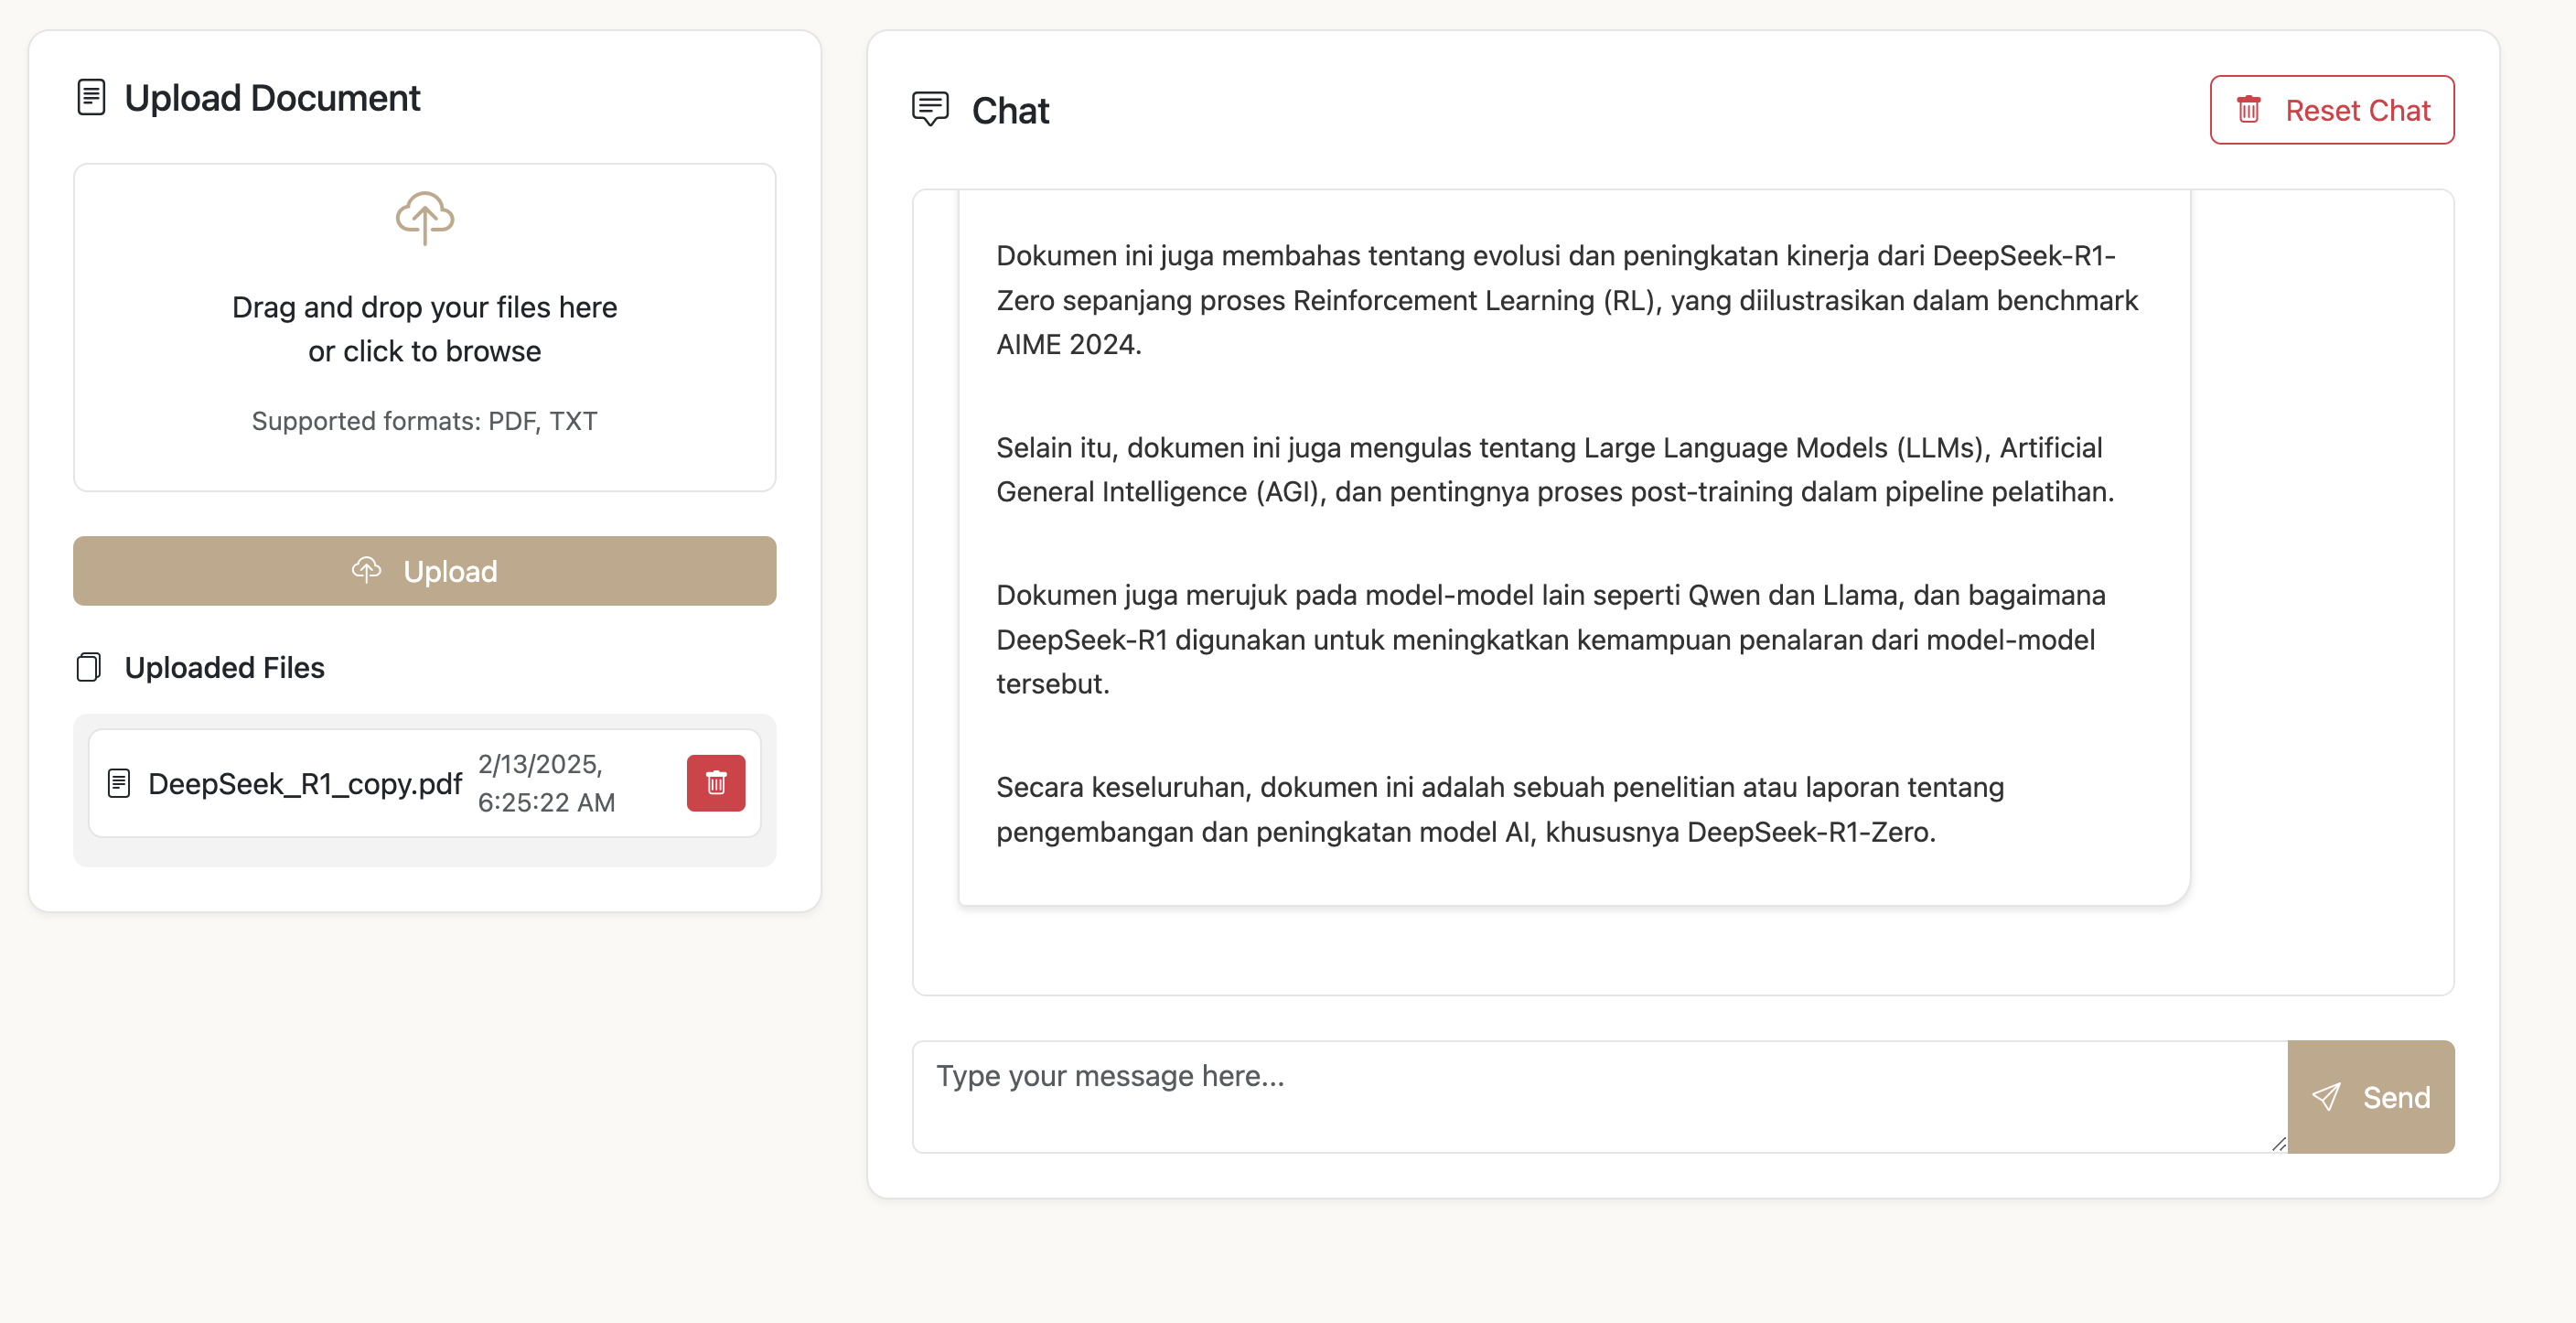 Upload Document
Drag and drop your files here
or click to browse
Supported formats: PDF, TXT
Upload
Uploaded Files
DeepSeek_R1_copy.pdf
2/13/2025,
6:25:22 AM
Chat
Reset Chat
Dokumen ini juga membahas tentang evolusi dan peningkatan kinerja dari DeepSeek-R1-
Zero sepanjang proses Reinforcement Learning (RL), yang diilustrasikan dalam benchmark
AIME 2024.
Selain itu, dokumen ini juga mengulas tentang Large Language Models (LLMs), Artificial
General Intelligence (AGI), dan pentingnya proses post-training dalam pipeline pelatihan.
Dokumen juga merujuk pada model-model lain seperti Qwen dan Llama, dan bagaimana
DeepSeek-R1 digunakan untuk meningkatkan kemampuan penalaran dari model-model
tersebut.
Secara keseluruhan, dokumen ini adalah sebuah penelitian atau laporan tentang
pengembangan dan peningkatan model AI, khususnya DeepSeek-R1-Zero.
Type your message here...
Send